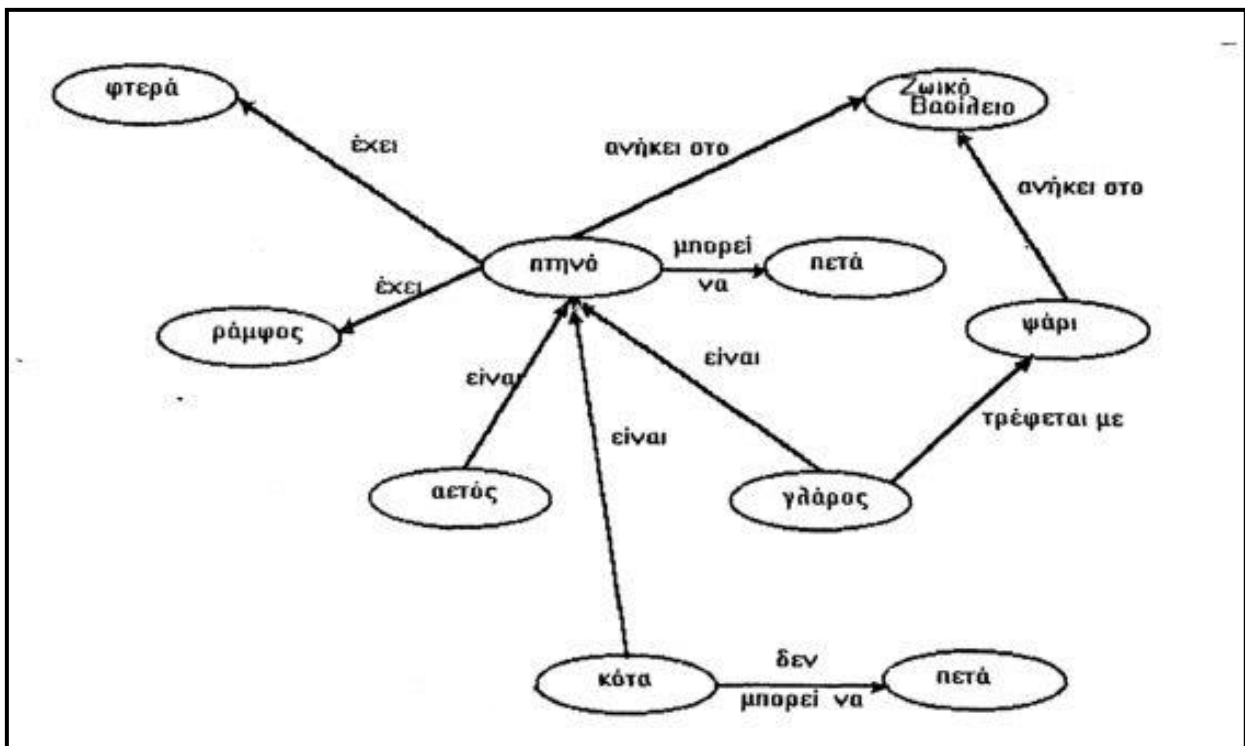 φτερά
Ζωικό
Βασίλειο
έχει
ανήκει στο
ανήκει στο
πτηνό
μπορεί
να
πετά
έχει
ράμφος
ψάρι
είναι
είναι
είναι
τρέφεται με
αετός
γλάρος
κότα
δεν
μπορεί να
πετά